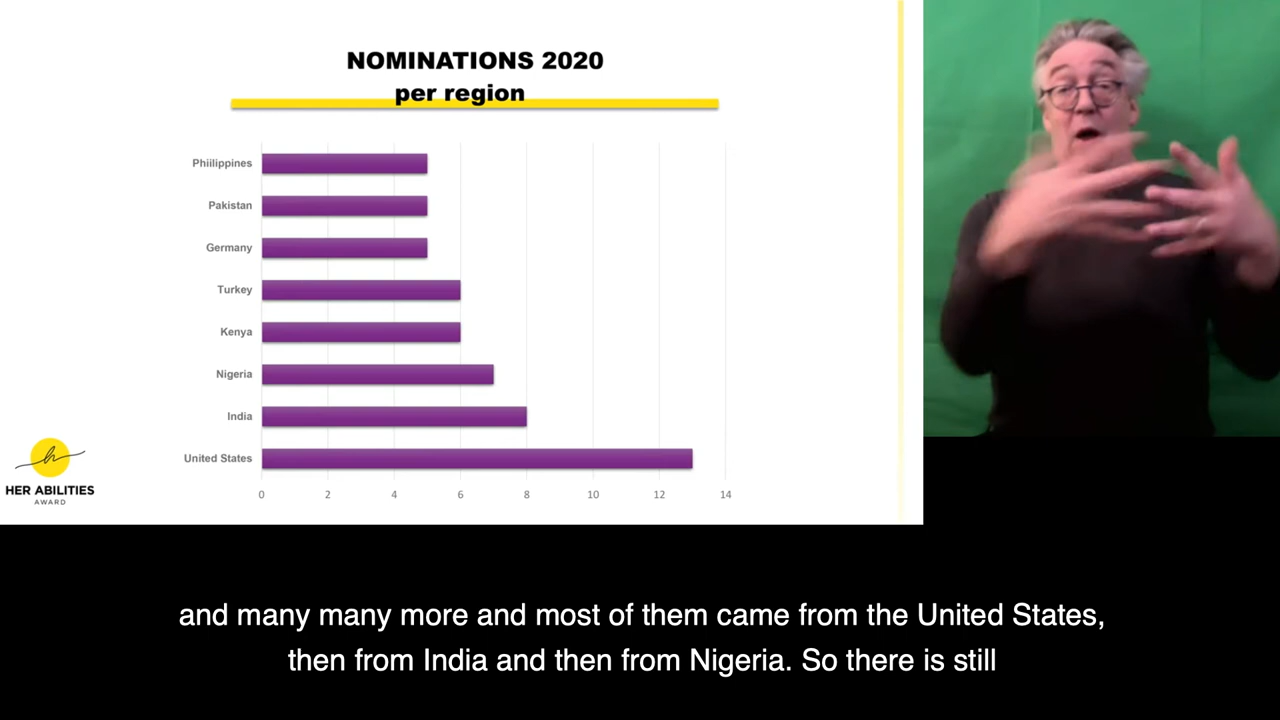 NOMINATIONS 2020
per region
Phiilippines
Pakistan
Germany
Turkey
Kenya
Nigeria
India
United States
0 2 4 6 8 10 12 14
HER ABILITIES
AWARD
and many many more and most of them came from the United States,
then from India and then from Nigeria. So there is still